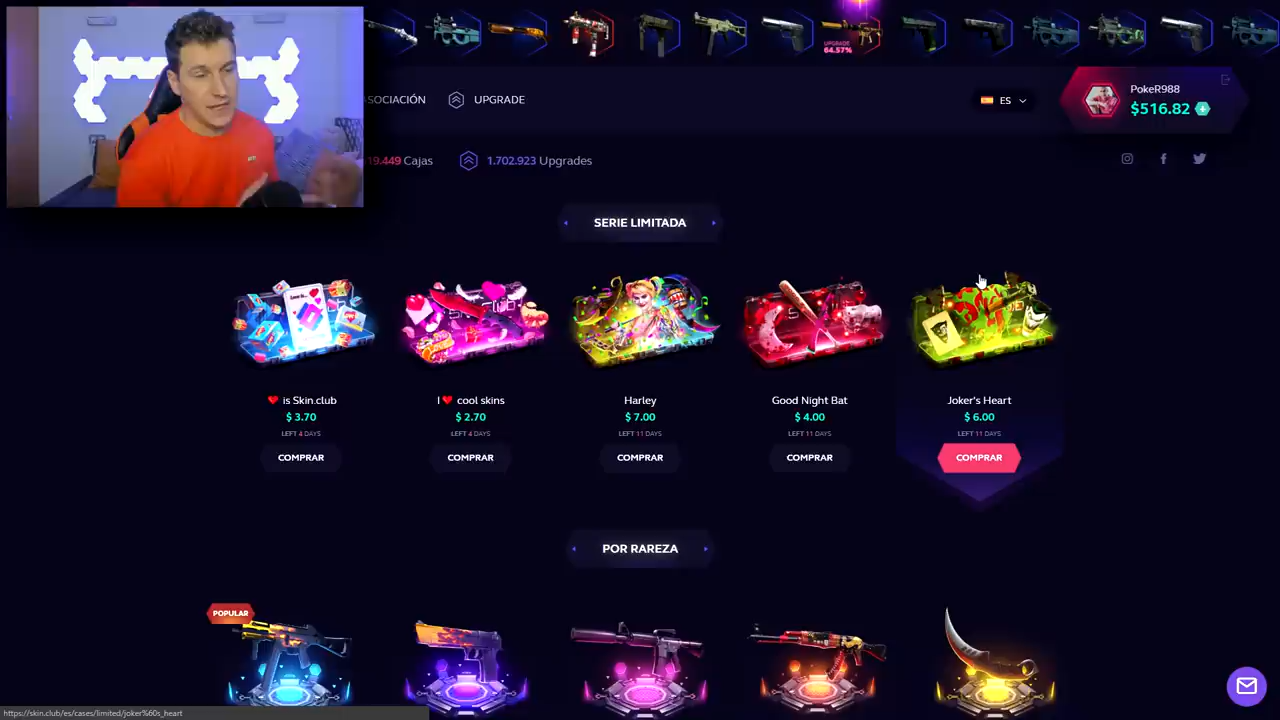 UPGRADE
64.57%
SOCIACIÓN
UPGRADE
ES
PokeR988
$516.82
19.449 Cajas
1.702.923 Upgrades
SERIE LIMITADA
is Skin.club
$ 3.70
LEFT 4 DAYS
COMPRAR
I cool skins
$ 2.70
LEFT 4 DAYS
COMPRAR
Harley
$ 7.00
LEFT 11 DAYS
COMPRAR
Good Night Bat
$ 4.00
LEFT 11 DAYS
COMPRAR
Joker's Heart
$ 6.00
LEFT 11 DAYS
COMPRAR
POR RAREZA
POPULAR
https://skin.club/es/cases/limited/joker%60s_heart